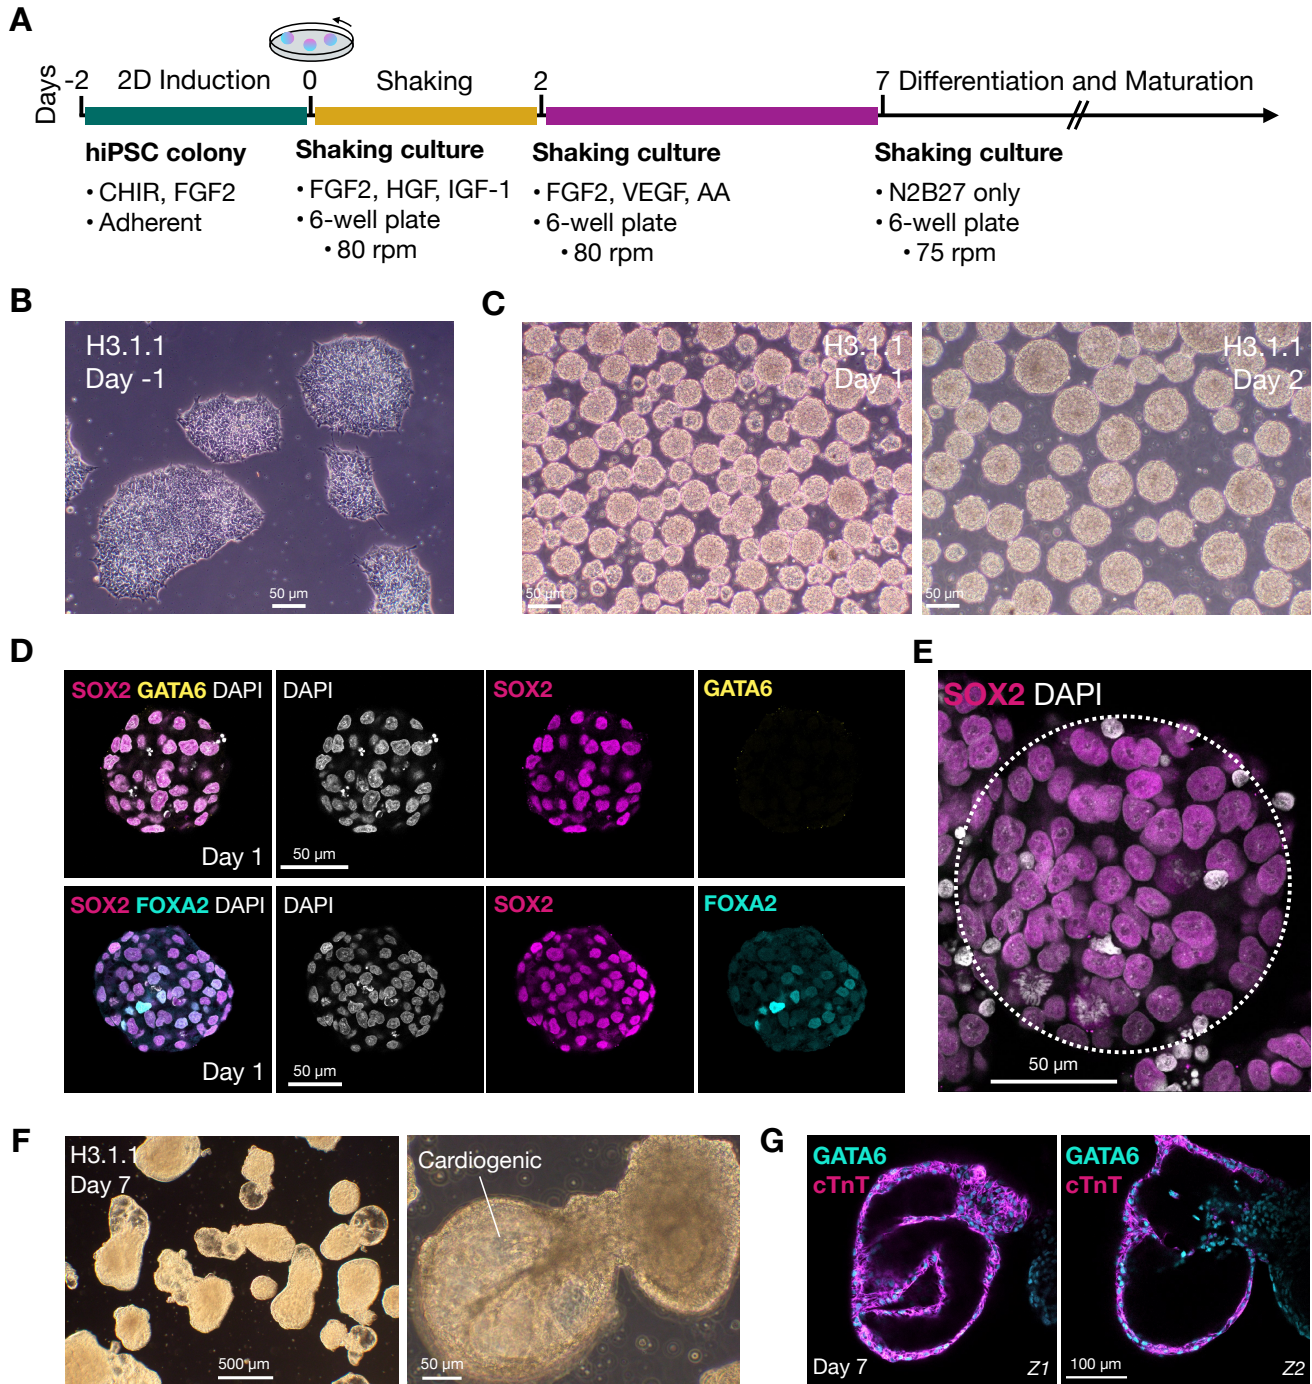 A
Days
-2
2D Induction
0
Shaking
2
7 Differentiation and Maturation
hiPSC colony
• CHIR, FGF2
• Adherent
Shaking culture
• FGF2, HGF, IGF-1
• 6-well plate
• 80 rpm
Shaking culture
• FGF2, VEGF, AA
• 6-well plate
• 80 rpm
Shaking culture
• N2B27 only
• 6-well plate
• 75 rpm
B
H3.1.1
Day -1
50 µm
C
H3.1.1
Day 1
50 µm
H3.1.1
Day 2
50 µm
D
SOX2 GATA6 DAPI
Day 1
DAPI
50 µm
SOX2
GATA6
SOX2 FOXA2 DAPI
Day 1
DAPI
50 µm
SOX2
FOXA2
E
SOX2 DAPI
50 µm
F
H3.1.1
Day 7
500 µm
Cardiogenic
50 µm
G
GATA6
cTnT
Day 7
Z1
GATA6
cTnT
100 µm
Z2